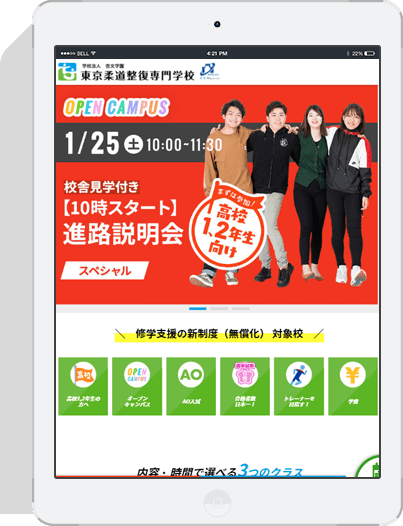 BELL
4:21 PM
22%
学校法人 杏文学園
東京柔道整復専門学校
OPEN CAMPUS
1/25 土 10:00~11:30
校舎見学付き
【10時スタート】
進路説明会
スペシャル
まずは参加!
高校
1,2年生
向け
修学支援の新制度(無償化)対象校
高校
高校1,2年生の
方へ
OPEN
CAMPUS
オープン
キャンパス
AO
AO入試
合格者数
日本一!
トレーナーを
目指す!
¥
学費
内容・時間で選べる3つのクラス